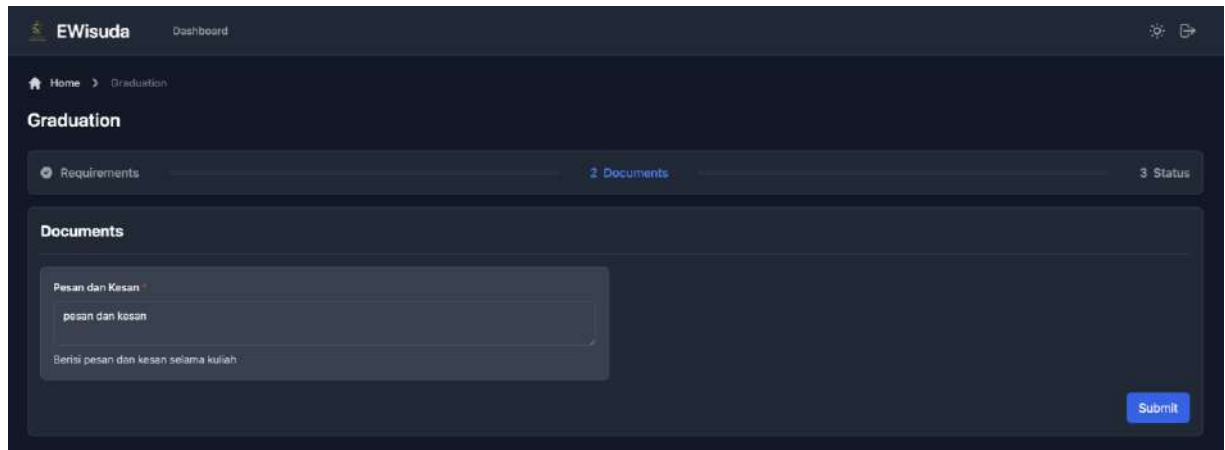 EWisuda Dashboard
Home > Graduation
Graduation
Requirements 2 Documents 3 Status
Documents
Pesan dan Kesan *
pesan dan kesan
Berisi pesan dan kesan selama kuliah
Submit